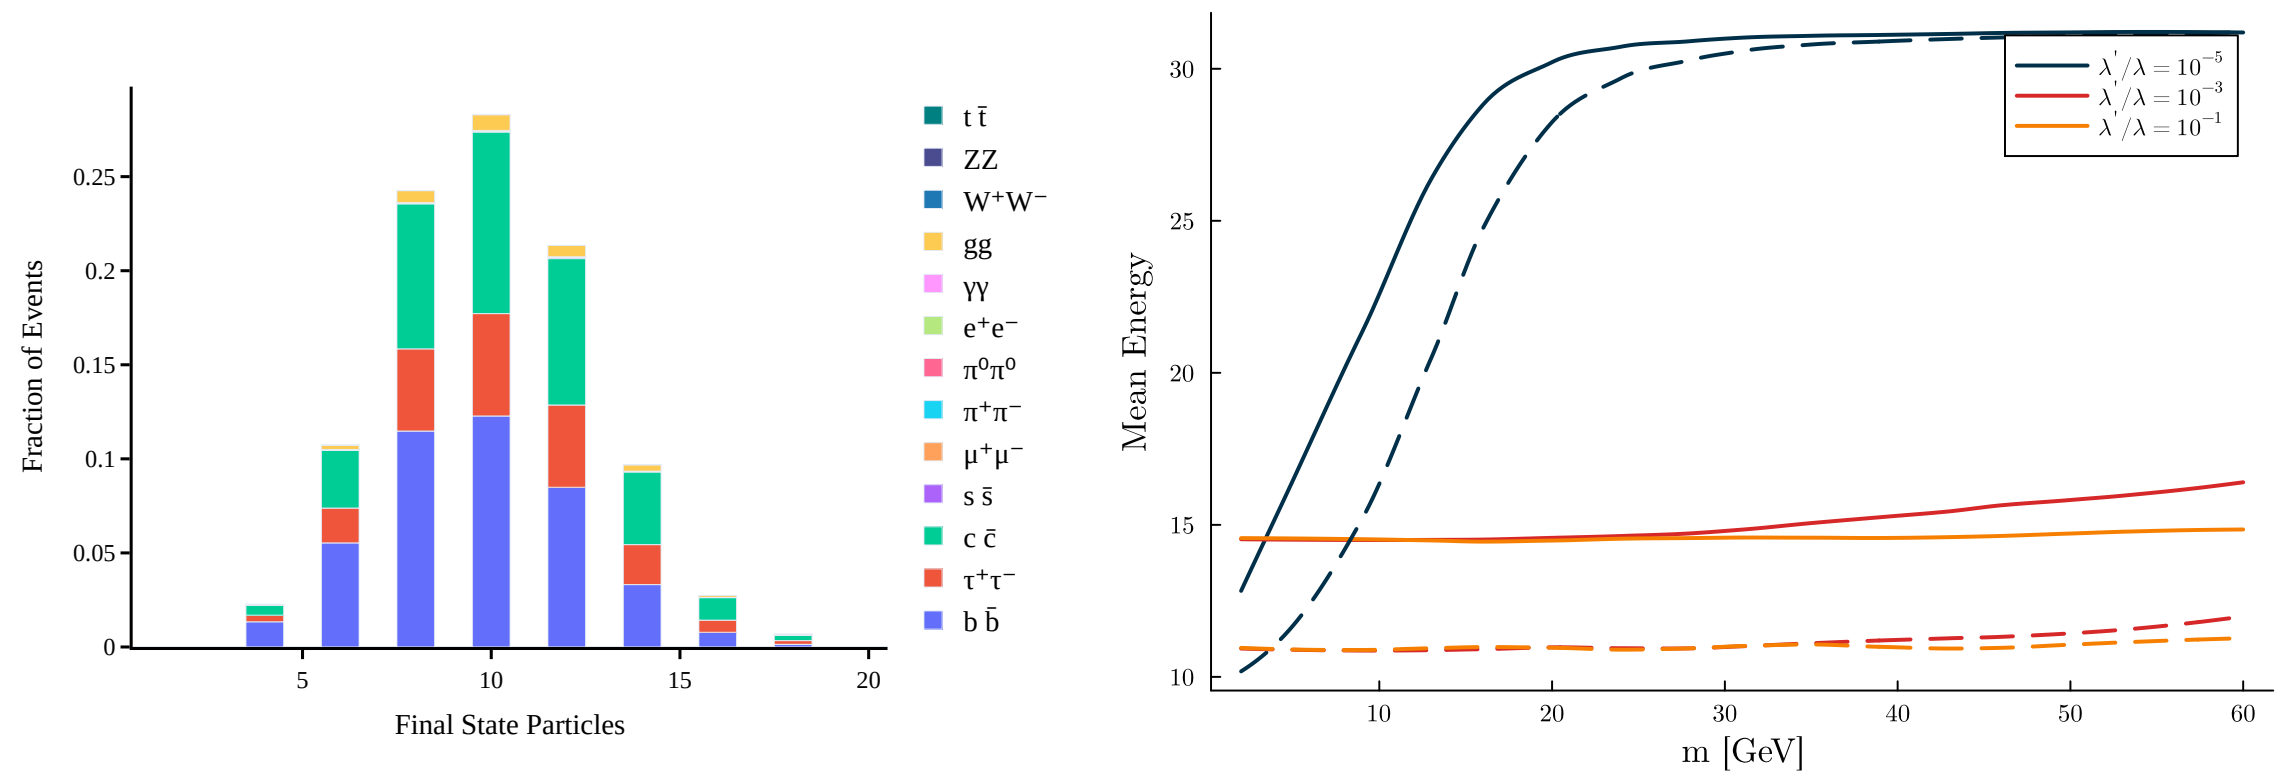 Fraction of Events
0.25
0.2
0.15
0.1
0.05
0
5 10 15 20
Final State Particles
t t̄
ZZ
W⁺W⁻
gg
γγ
e⁺e⁻
π⁰π⁰
π⁺π⁻
μ⁺μ⁻
s s̄
c c̄
τ⁺τ⁻
b b̄
Mean Energy
30
25
20
15
10
10 20 30 40 50 60
m [GeV]
λ'/λ = 10⁻⁵
λ'/λ = 10⁻³
λ'/λ = 10⁻¹